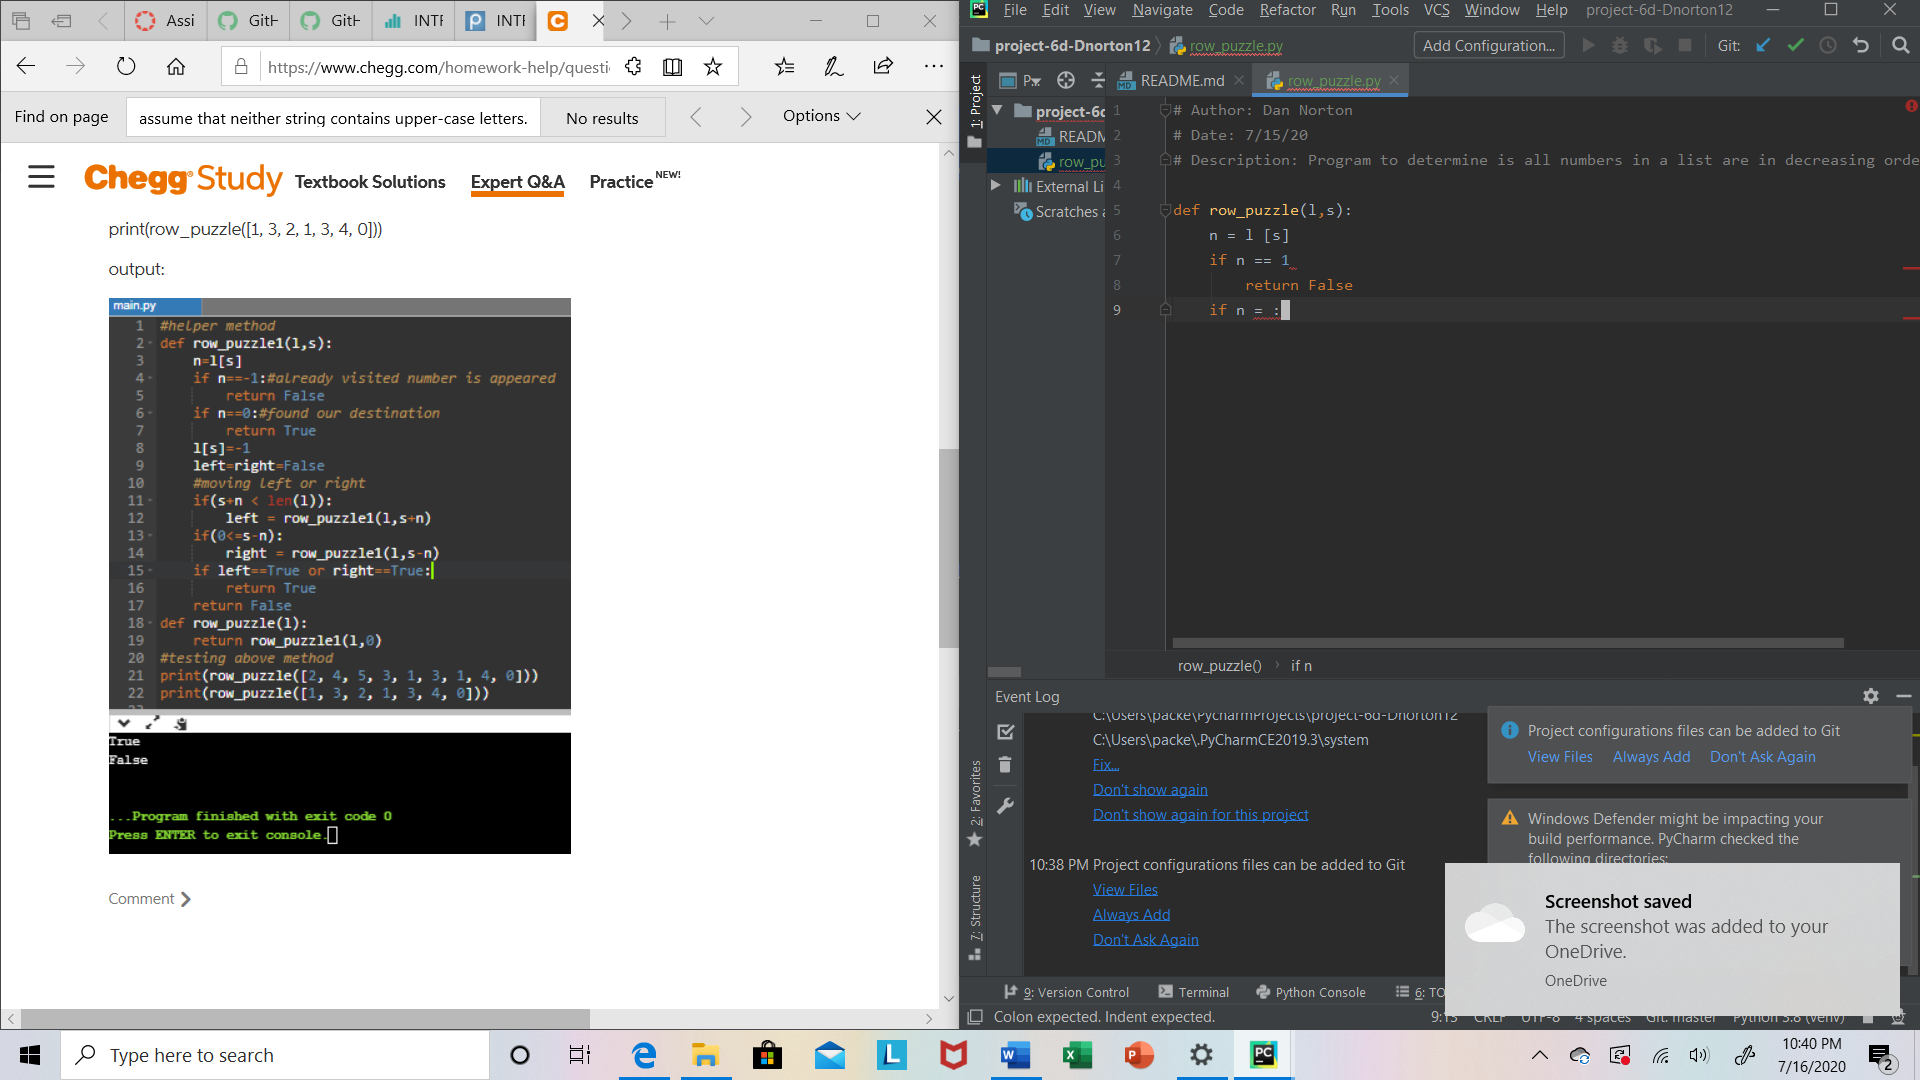 Assi
GitH
GitH
INTF
INTF
https://www.chegg.com/homework-help/questi
Find on page
assume that neither string contains upper-case letters.
No results
Options
Chegg Study
Textbook Solutions
Expert Q&A
Practice NEW!
print(row_puzzle([1, 3, 2, 1, 3, 4, 0]))
output:
main.py
1 #helper method
2 def row_puzzle1(l,s):
3 n=l[s]
4 if n==-1:#already visited number is appeared
5 return False
6 if n==0:#found our destination
7 return True
8 l[s]=-1
9 left=right=False
10 #moving left or right
11 if(s+n < len(l)):
12 left = row_puzzle1(l,s+n)
13 if(0<=s-n):
14 right = row_puzzle1(l,s-n)
15 if left==True or right==True:
16 return True
17 return False
18 def row_puzzle(l):
19 return row_puzzle1(l,0)
20 #testing above method
21 print(row_puzzle([2, 4, 5, 3, 1, 3, 1, 4, 0]))
22 print(row_puzzle([1, 3, 2, 1, 3, 4, 0]))
True
False
...Program finished with exit code 0
Press ENTER to exit console.
Comment
File Edit View Navigate Code Refactor Run Tools VCS Window Help project-6d-Dnorton12
project-6d-Dnorton12 row_puzzle.py
Add Configuration...
Git:
1: Project
P
README.md
row_puzzle.py
project-6d
READM
row_pu
External Li
Scratches a
1 # Author: Dan Norton
2 # Date: 7/15/20
3 # Description: Program to determine is all numbers in a list are in decreasing orde
4
5 def row_puzzle(l,s):
6 n = l [s]
7 if n == 1
8 return False
9 if n = :
row_puzzle() if n
Event Log
C:\Users\packe\PycharmProjects\project-6d-Dnorton12
C:\Users\packe\.PyCharmCE2019.3\system
Fix...
Don't show again
Don't show again for this project
10:38 PM Project configurations files can be added to Git
View Files
Always Add
Don't Ask Again
2: Favorites
7: Structure
Project configurations files can be added to Git
View Files Always Add Don't Ask Again
Windows Defender might be impacting your
build performance. PyCharm checked the
following directories:
Screenshot saved
The screenshot was added to your
OneDrive.
OneDrive
9: Version Control
Terminal
Python Console
6: TO
Colon expected. Indent expected.
9:13 CRLF UTF-8 4 spaces Git: master Python 3.8 (venv)
Type here to search
10:40 PM
7/16/2020
2